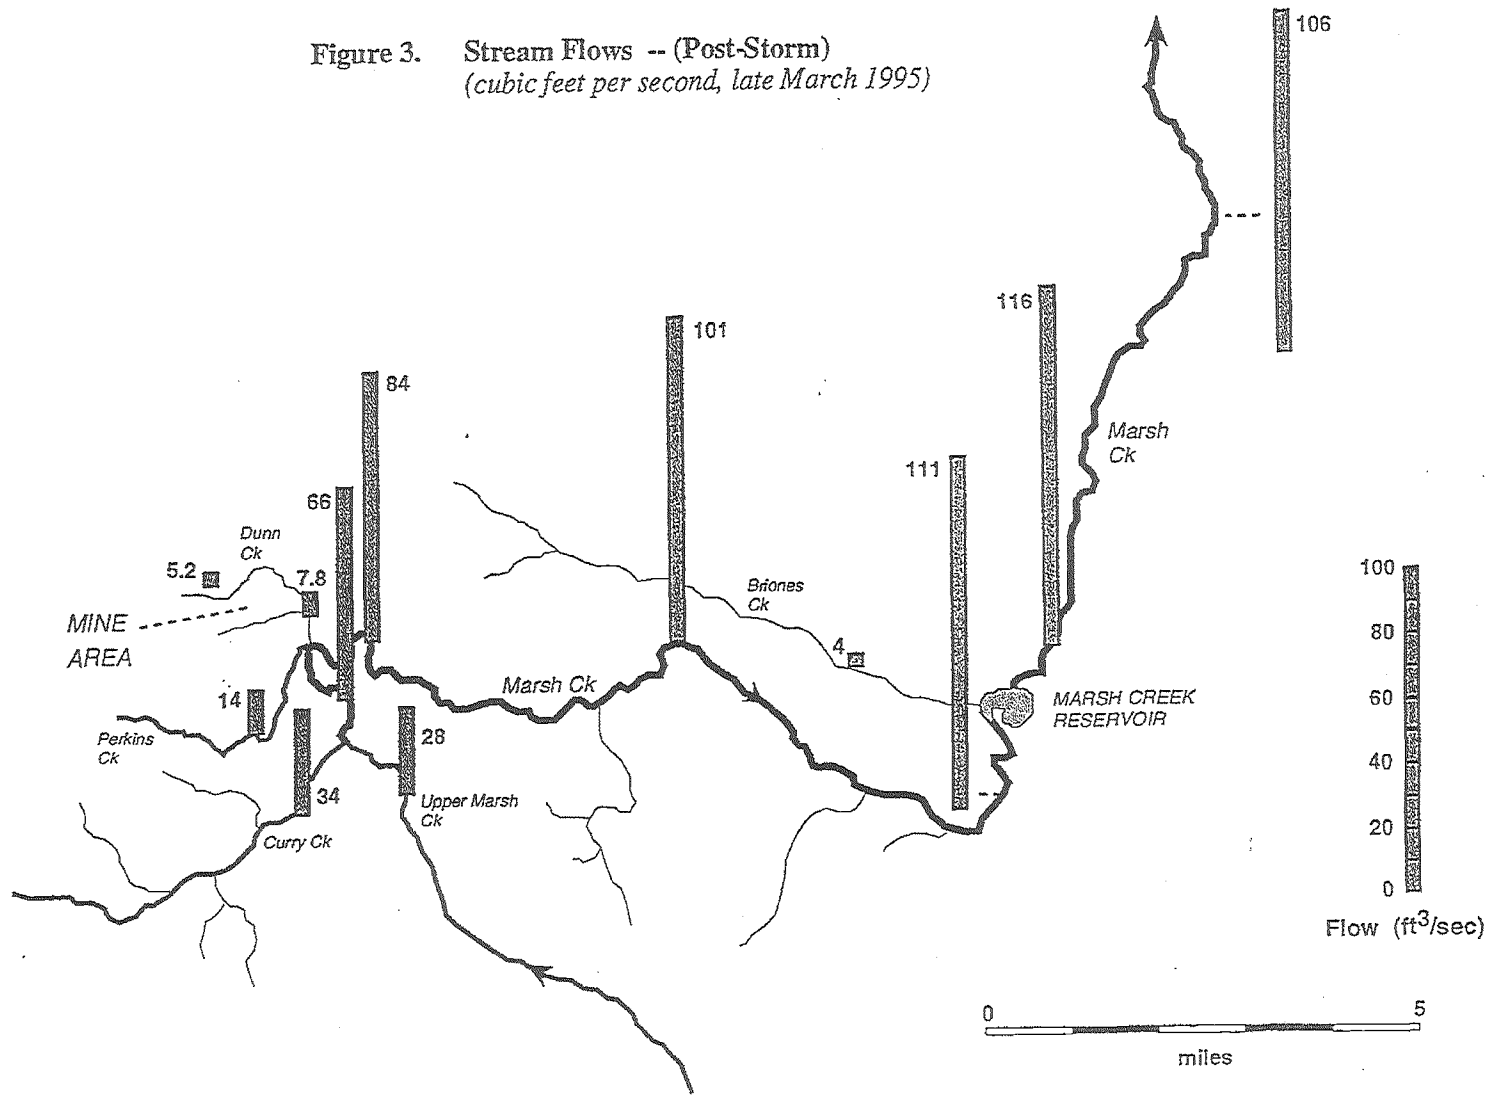 Figure 3. Stream Flows -- (Post-Storm)
(cubic feet per second, late March 1995)
106
116
101
84
Marsh
Ck
111
66
Dunn
Ck
5.2
7.8
Briones
Ck
MINE
AREA
4
14
Marsh Ck
MARSH CREEK
RESERVOIR
Perkins
Ck
28
34
Upper Marsh
Ck
Curry Ck
100
80
60
40
20
0
Flow (ft3/sec)
0 5
miles